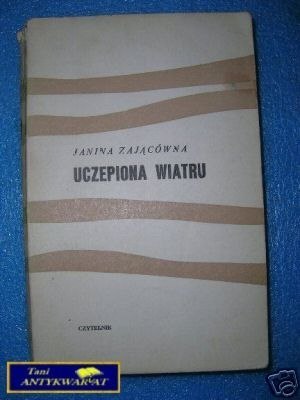 JANINA ZAJĄCÓWNA
UCZEPIONA WIATRU
CZYTELNIK
Tani
ANTYKWARIAT